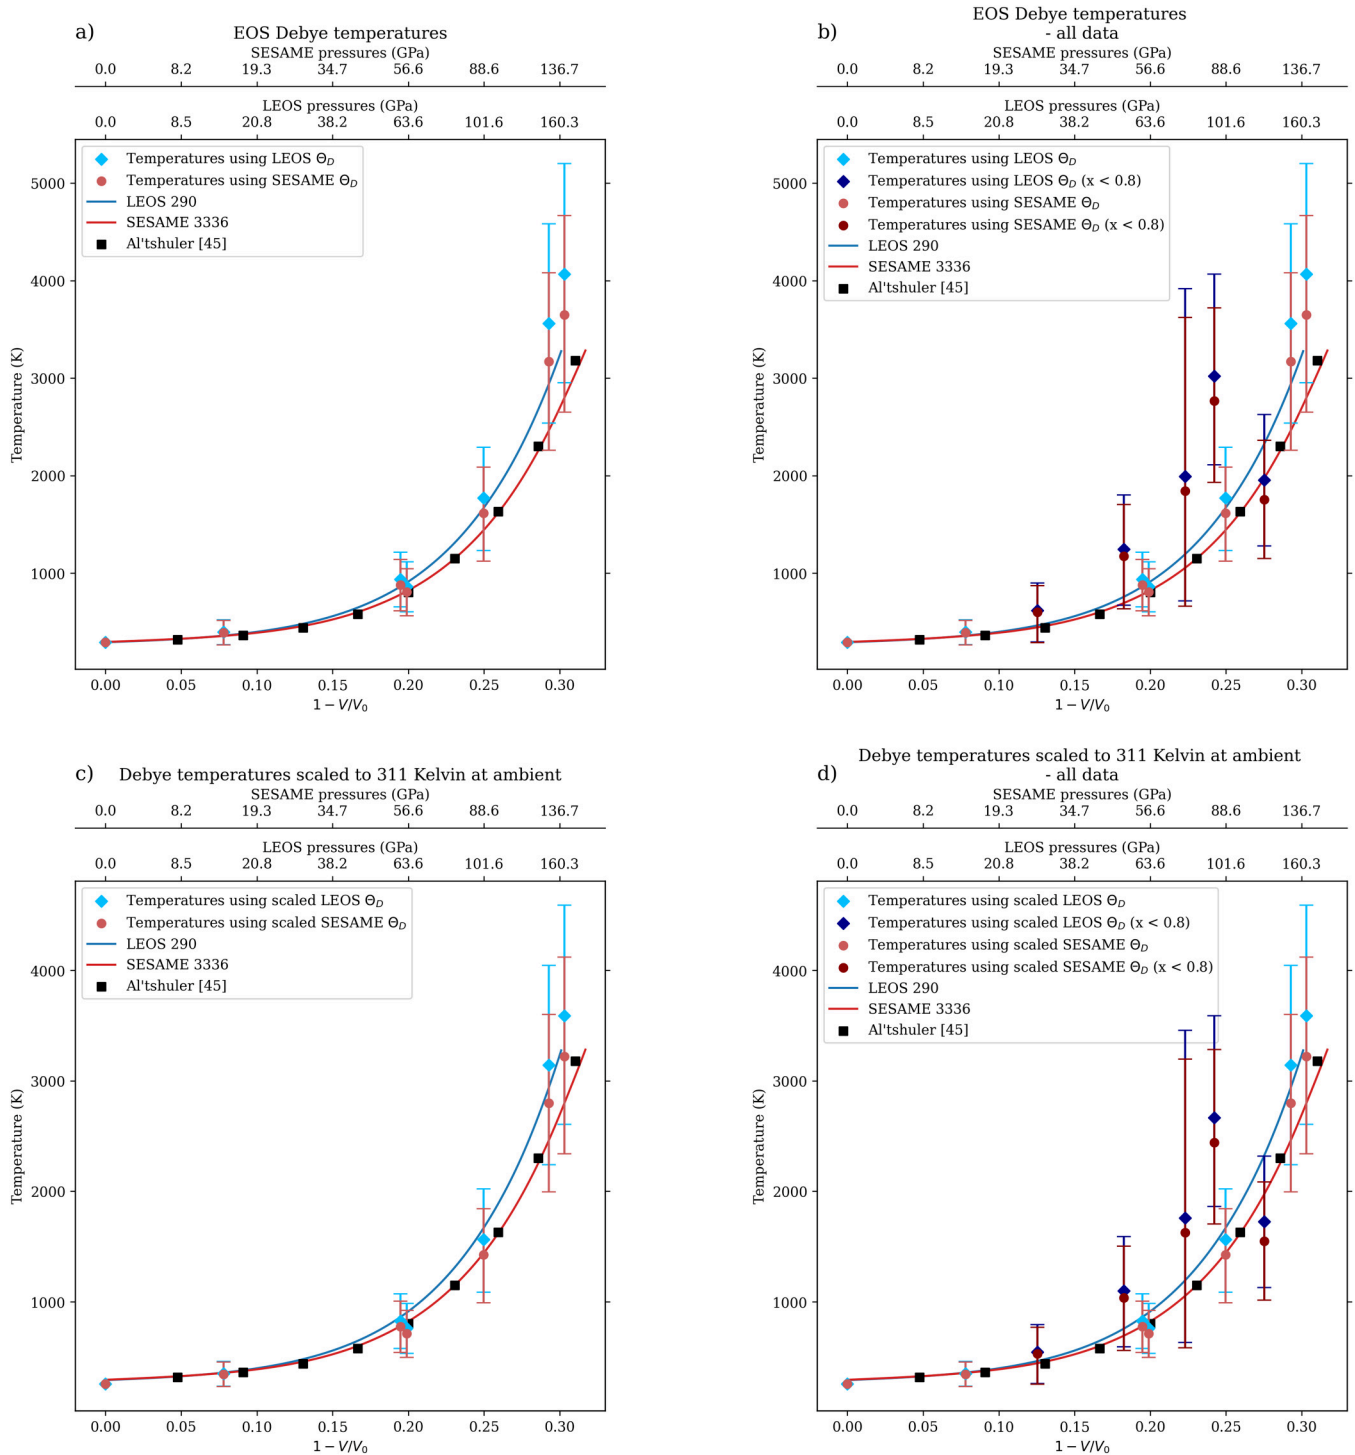 a)
EOS Debye temperatures
SESAME pressures (GPa)
0.0 8.2 19.3 34.7 56.6 88.6 136.7
LEOS pressures (GPa)
0.0 8.5 20.8 38.2 63.6 101.6 160.3
Temperatures using LEOS Θ_D
Temperatures using SESAME Θ_D
LEOS 290
SESAME 3336
Al'tshuler [45]
5000
4000
3000
2000
1000
Temperature (K)
0.00 0.05 0.10 0.15 0.20 0.25 0.30
1 − V/V₀
b)
EOS Debye temperatures
- all data
SESAME pressures (GPa)
0.0 8.2 19.3 34.7 56.6 88.6 136.7
LEOS pressures (GPa)
0.0 8.5 20.8 38.2 63.6 101.6 160.3
Temperatures using LEOS Θ_D
Temperatures using LEOS Θ_D (x < 0.8)
Temperatures using SESAME Θ_D
Temperatures using SESAME Θ_D (x < 0.8)
LEOS 290
SESAME 3336
Al'tshuler [45]
5000
4000
3000
2000
1000
Temperature (K)
0.00 0.05 0.10 0.15 0.20 0.25 0.30
1 − V/V₀
c)
Debye temperatures scaled to 311 Kelvin at ambient
SESAME pressures (GPa)
0.0 8.2 19.3 34.7 56.6 88.6 136.7
LEOS pressures (GPa)
0.0 8.5 20.8 38.2 63.6 101.6 160.3
Temperatures using scaled LEOS Θ_D
Temperatures using scaled SESAME Θ_D
LEOS 290
SESAME 3336
Al'tshuler [45]
4000
3000
2000
1000
Temperature (K)
0.00 0.05 0.10 0.15 0.20 0.25 0.30
1 − V/V₀
d)
Debye temperatures scaled to 311 Kelvin at ambient
- all data
SESAME pressures (GPa)
0.0 8.2 19.3 34.7 56.6 88.6 136.7
LEOS pressures (GPa)
0.0 8.5 20.8 38.2 63.6 101.6 160.3
Temperatures using scaled LEOS Θ_D
Temperatures using scaled LEOS Θ_D (x < 0.8)
Temperatures using scaled SESAME Θ_D
Temperatures using scaled SESAME Θ_D (x < 0.8)
LEOS 290
SESAME 3336
Al'tshuler [45]
4000
3000
2000
1000
Temperature (K)
0.00 0.05 0.10 0.15 0.20 0.25 0.30
1 − V/V₀